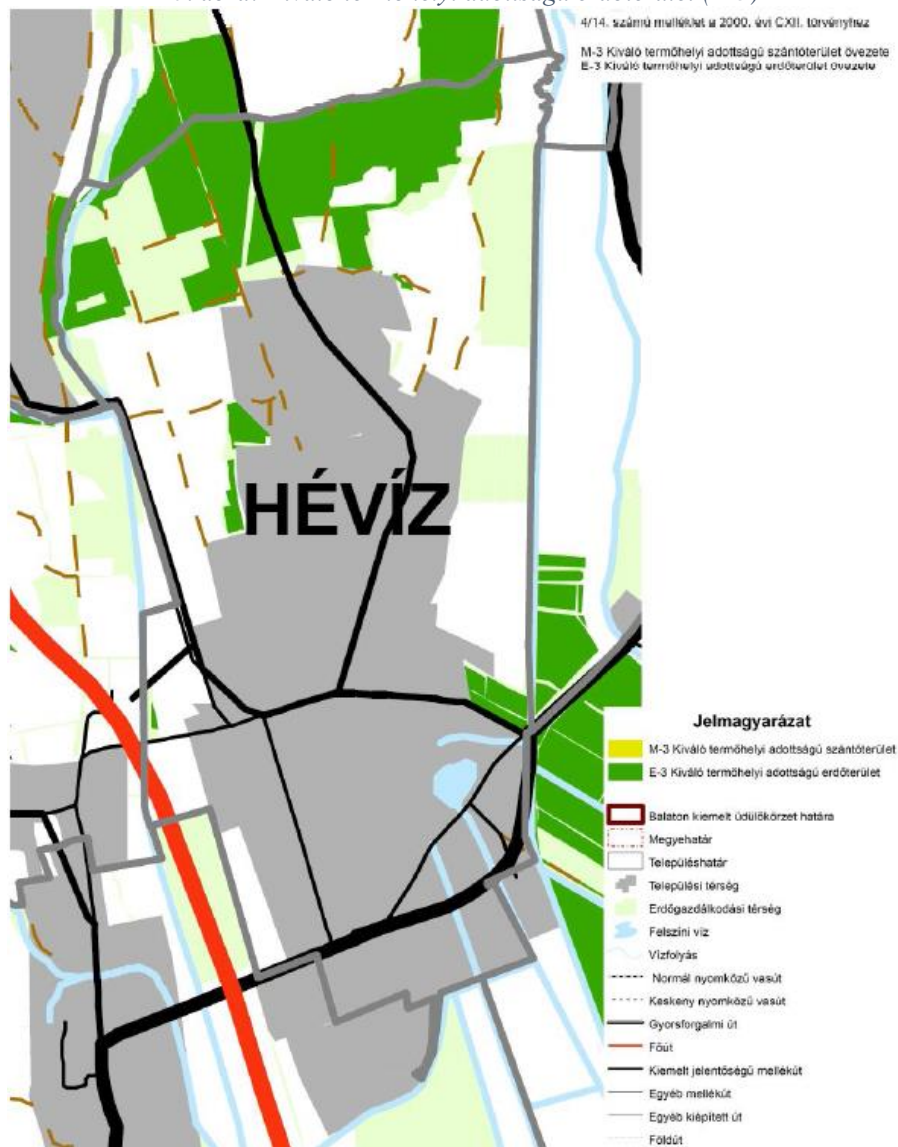 4/14. számú melléklet a 2000. évi CXII. törvényhez
M-3 Kiváló termőhelyi adottságú szántóterület övezete
E-3 Kiváló termőhelyi adottságú erdőterület övezete
HÉVÍZ
Jelmagyarázat
M-3 Kiváló termőhelyi adottságú szántóterület
E-3 Kiváló termőhelyi adottságú erdőterület
Balaton kiemelt üdülőkörzet határa
Megyehatár
Településhatár
Települési térség
Erdőgazdálkodási térség
Felszíni víz
Vízfolyás
Normál nyomközű vasút
Keskeny nyomközű vasút
Gyorsforgalmi út
Főút
Kiemelt jelentőségű mellékút
Egyéb mellékút
Egyéb kiépített út
Földút